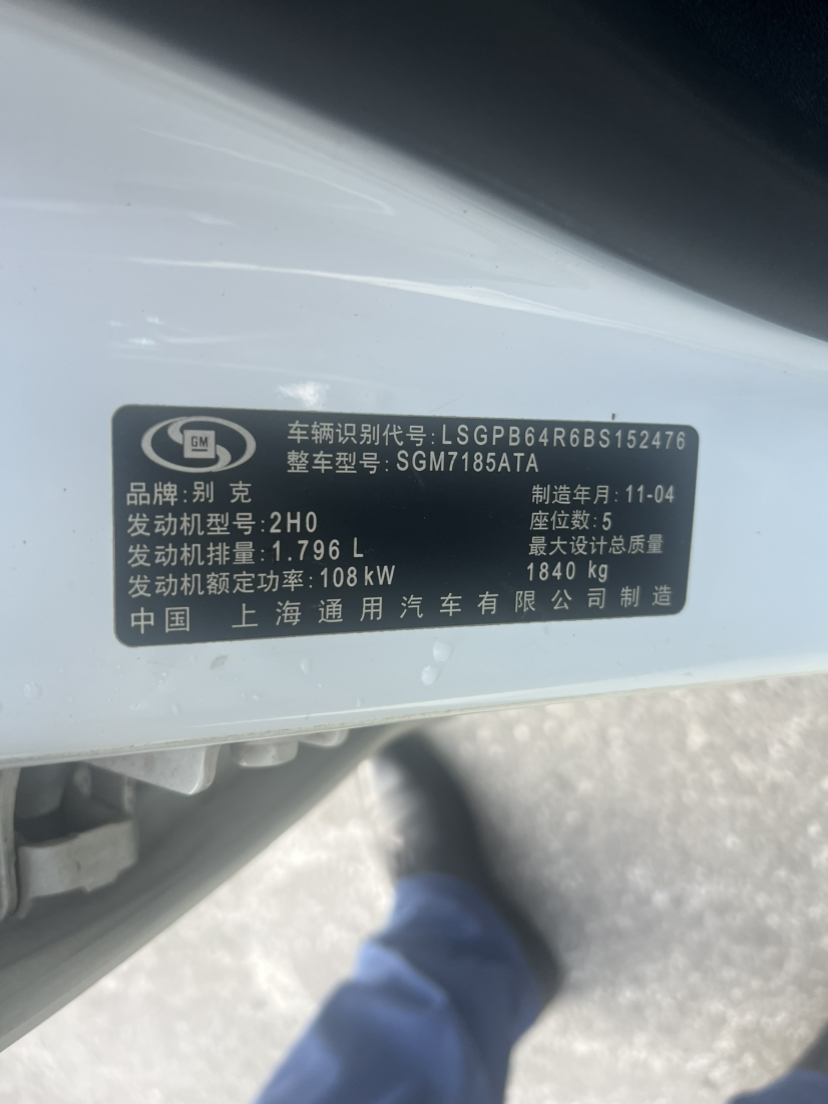 GM
车辆识别代号:LSGPB64R6BS152476
整车型号:SGM7185ATA
品牌:别 克
制造年月:11-04
发动机型号:2H0
座位数:5
发动机排量:1.796 L
最大设计总质量
发动机额定功率:108kW
1840 kg
中国 上海通用汽车有限公司制造